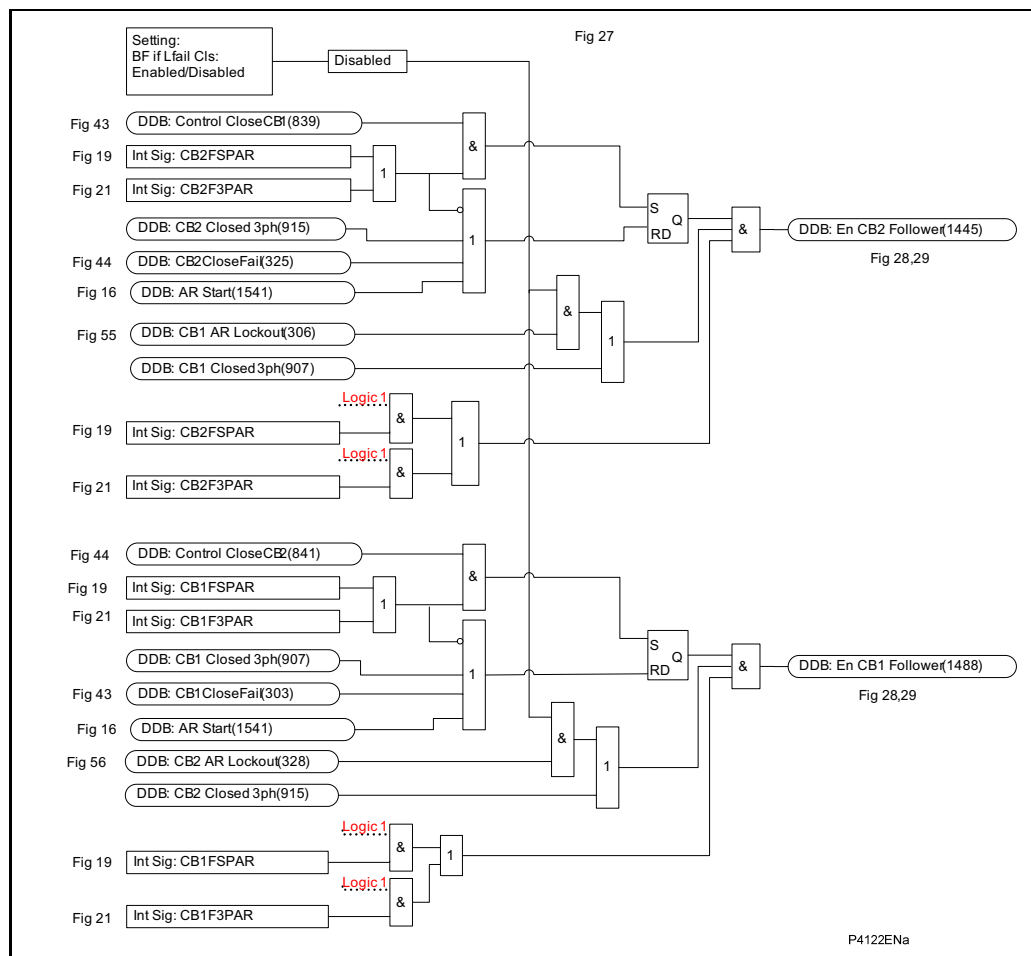 Fig 27
Setting:
BF if Lfail Cls:
Enabled/Disabled
Disabled
Fig 43
DDB: Control CloseCB1(839)
&
Fig 19
Int Sig: CB2FSPAR
1
Fig 21
Int Sig: CB2F3PAR
DDB: CB2 Closed 3ph(915)
1
S
Q
RD
&
DDB: En CB2 Follower(1445)
Fig 28,29
Fig 44
DDB: CB2CloseFail(325)
Fig 16
DDB: AR Start(1541)
&
Fig 55
DDB: CB1 AR Lockout(306)
1
DDB: CB1 Closed 3ph(907)
Logic 1
&
Fig 19
Int Sig: CB2FSPAR
1
Logic 1
&
Fig 21
Int Sig: CB2F3PAR
Fig 44
DDB: Control CloseCB2(841)
&
Fig 19
Int Sig: CB1FSPAR
1
Fig 21
Int Sig: CB1F3PAR
DDB: CB1 Closed 3ph(907)
1
S
Q
RD
&
DDB: En CB1 Follower(1488)
Fig 28,29
Fig 43
DDB: CB1CloseFail(303)
Fig 16
DDB: AR Start(1541)
&
Fig 56
DDB: CB2 AR Lockout(328)
1
DDB: CB2 Closed 3ph(915)
Logic 1
&
1
Fig 19
Int Sig: CB1FSPAR
Logic 1
&
Fig 21
Int Sig: CB1F3PAR
P4122ENa